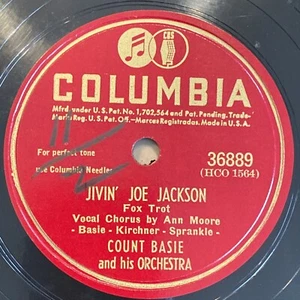 CBS
COLUMBIA
Mfrd. under U.S. Pat. No. 1,702,564 and Pat. Pending. Trade-
Marks Reg. U.S. Pat. Off.-Marcas Registradas. Made in U.S.A.
For perfect tone
use Columbia Needles
36889
(HCO 1564)
JIVIN' JOE JACKSON
Fox Trot
Vocal Chorus by Ann Moore
- Basie - Kirchner - Sprankle -
COUNT BASIE
and his ORCHESTRA